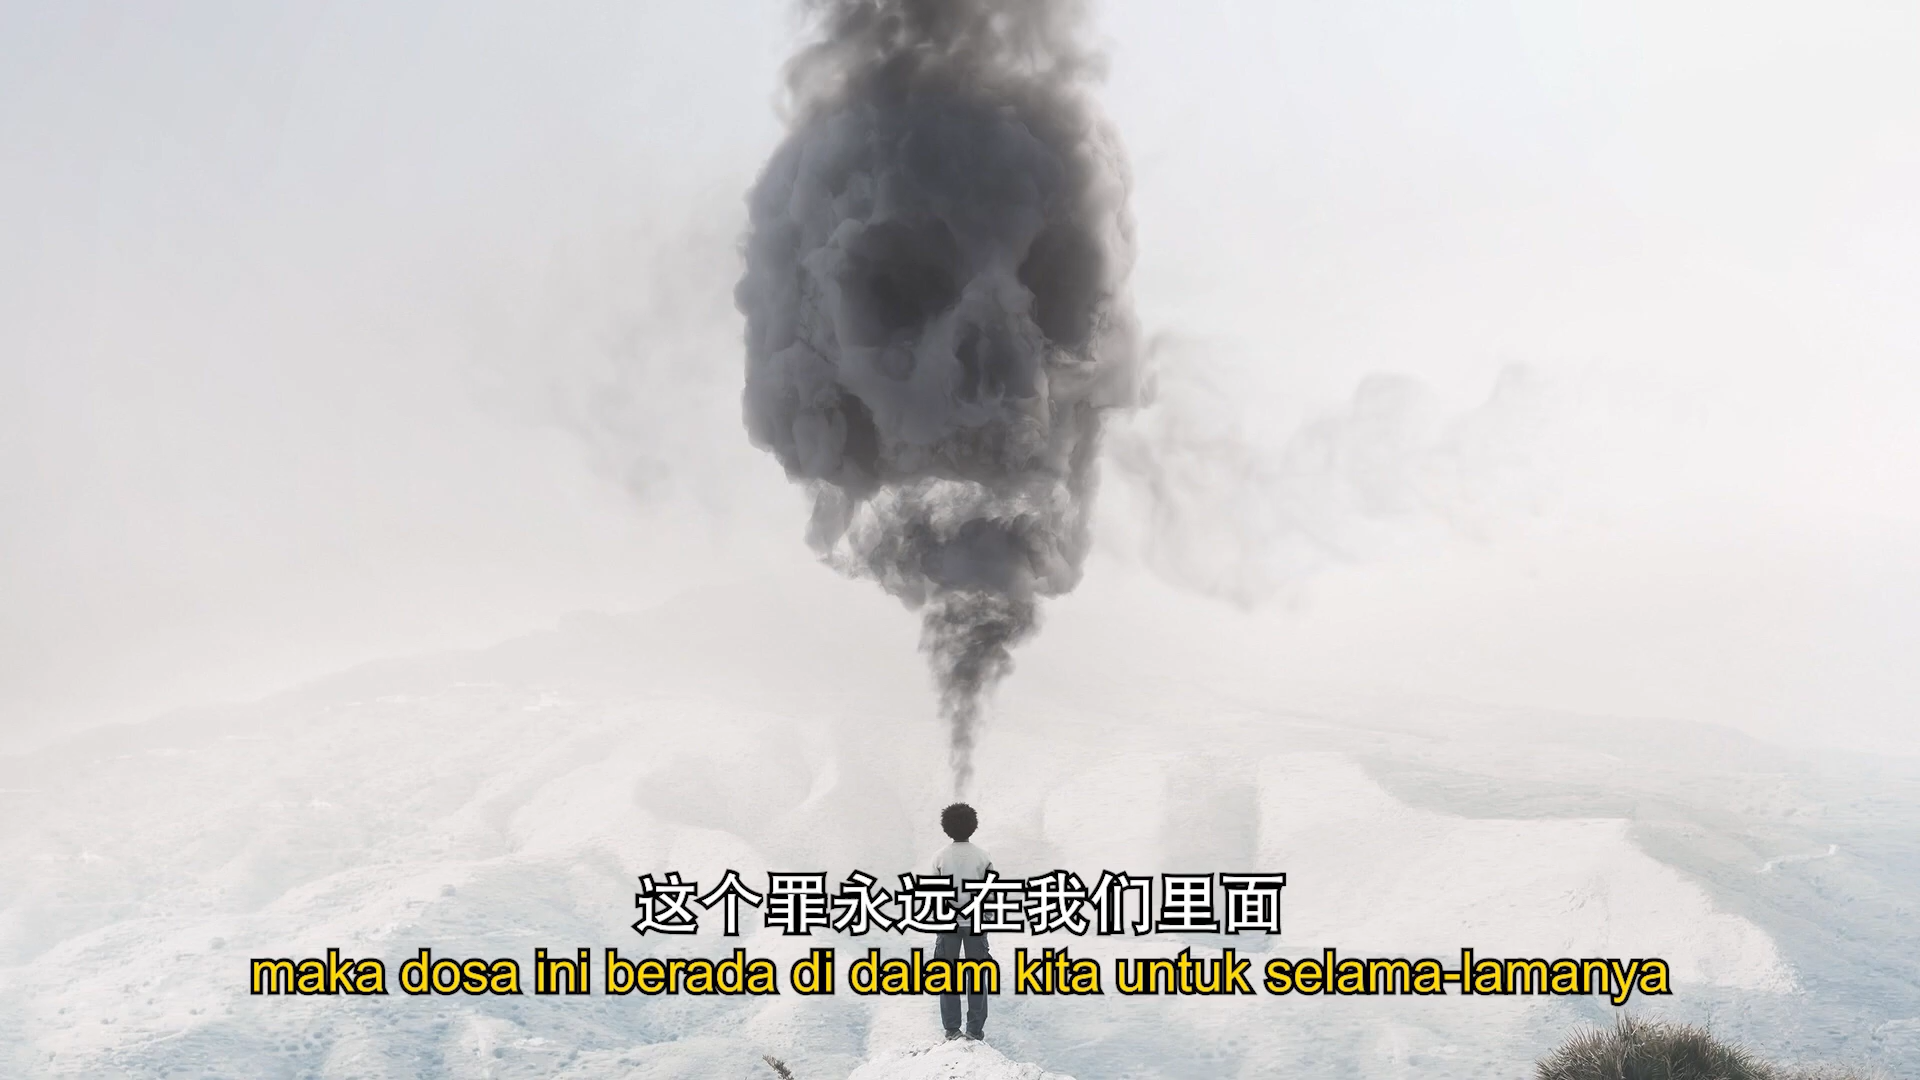 这个罪永远在我们里面
maka dosa ini berada di dalam kita untuk selama-lamanya